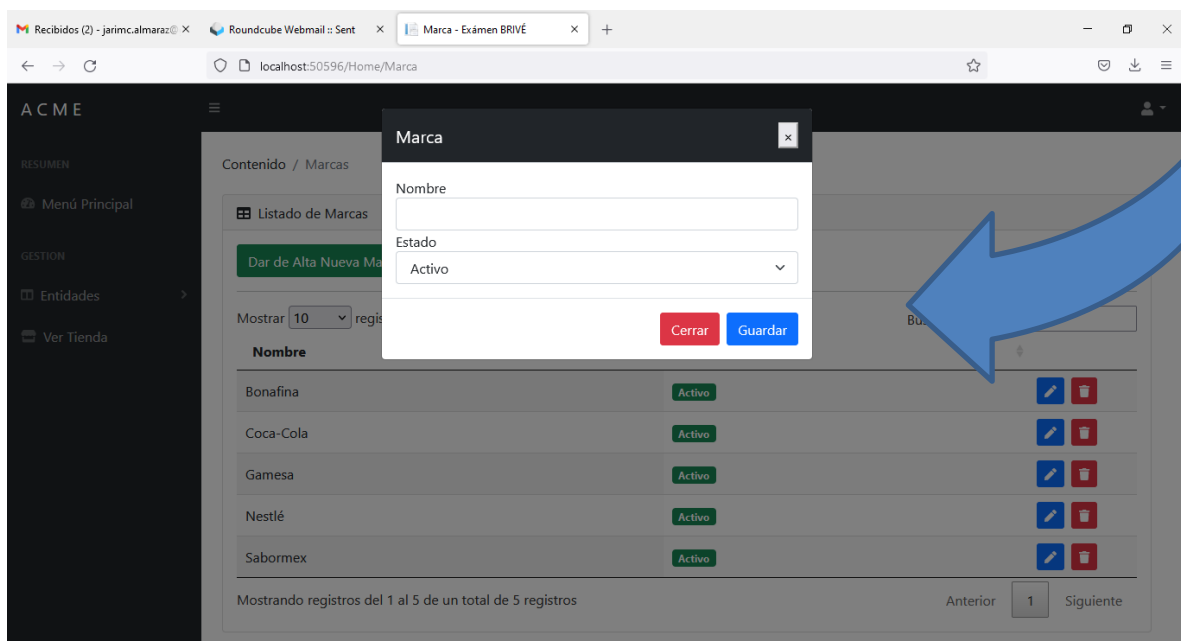 Recibidos (2) - jarimc.almaraz@
Roundcube Webmail :: Sent
Marca - Exámen BRIVÉ
localhost:50596/Home/Marca
ACME
Marca
RESUMEN
Contenido / Marcas
Menú Principal
Nombre
Listado de Marcas
Estado
GESTION
Dar de Alta Nueva Ma
Activo
Entidades
Mostrar 10 regis
Ver Tienda
Cerrar Guardar
Nombre
Bonafina Activo
Coca-Cola Activo
Gamesa Activo
Nestlé Activo
Sabormex Activo
Mostrando registros del 1 al 5 de un total de 5 registros
Anterior 1 Siguiente